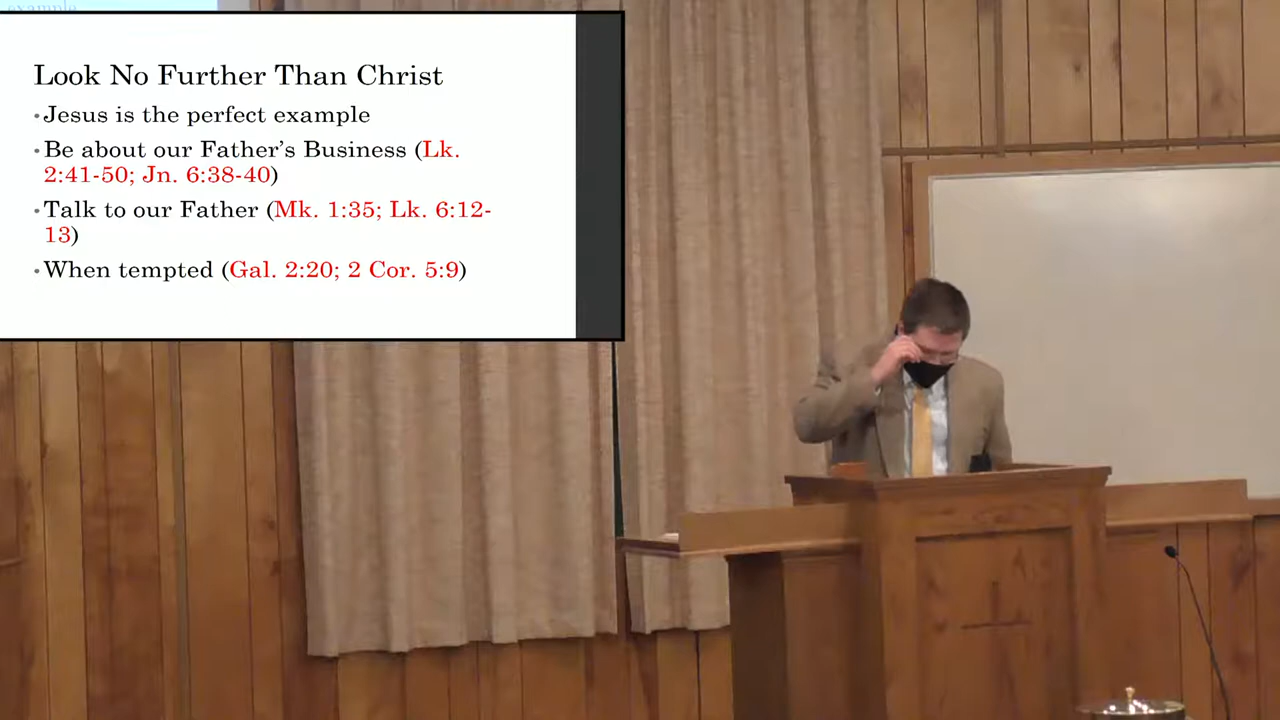 example
Look No Further Than Christ
•Jesus is the perfect example
•Be about our Father's Business (Lk.
2:41-50; Jn. 6:38-40)
•Talk to our Father (Mk. 1:35; Lk. 6:12-
13)
•When tempted (Gal. 2:20; 2 Cor. 5:9)